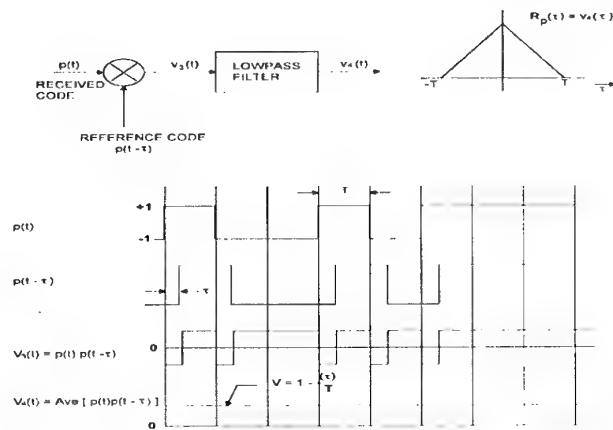 R_p(τ) = v₄(τ)
p(t)
v₃(t)
LOWPASS
FILTER
v₄(t)
RECEIVED
CODE
-T
T
τ
REFERENCE CODE
p(t - τ)
T
+1
p(t)
-1
p(t - τ)
τ
0
V₃(t) = p(t) p(t - τ)
V = 1 - (τ)/T
V₄(t) = Ave [ p(t)p(t - τ) ]
0